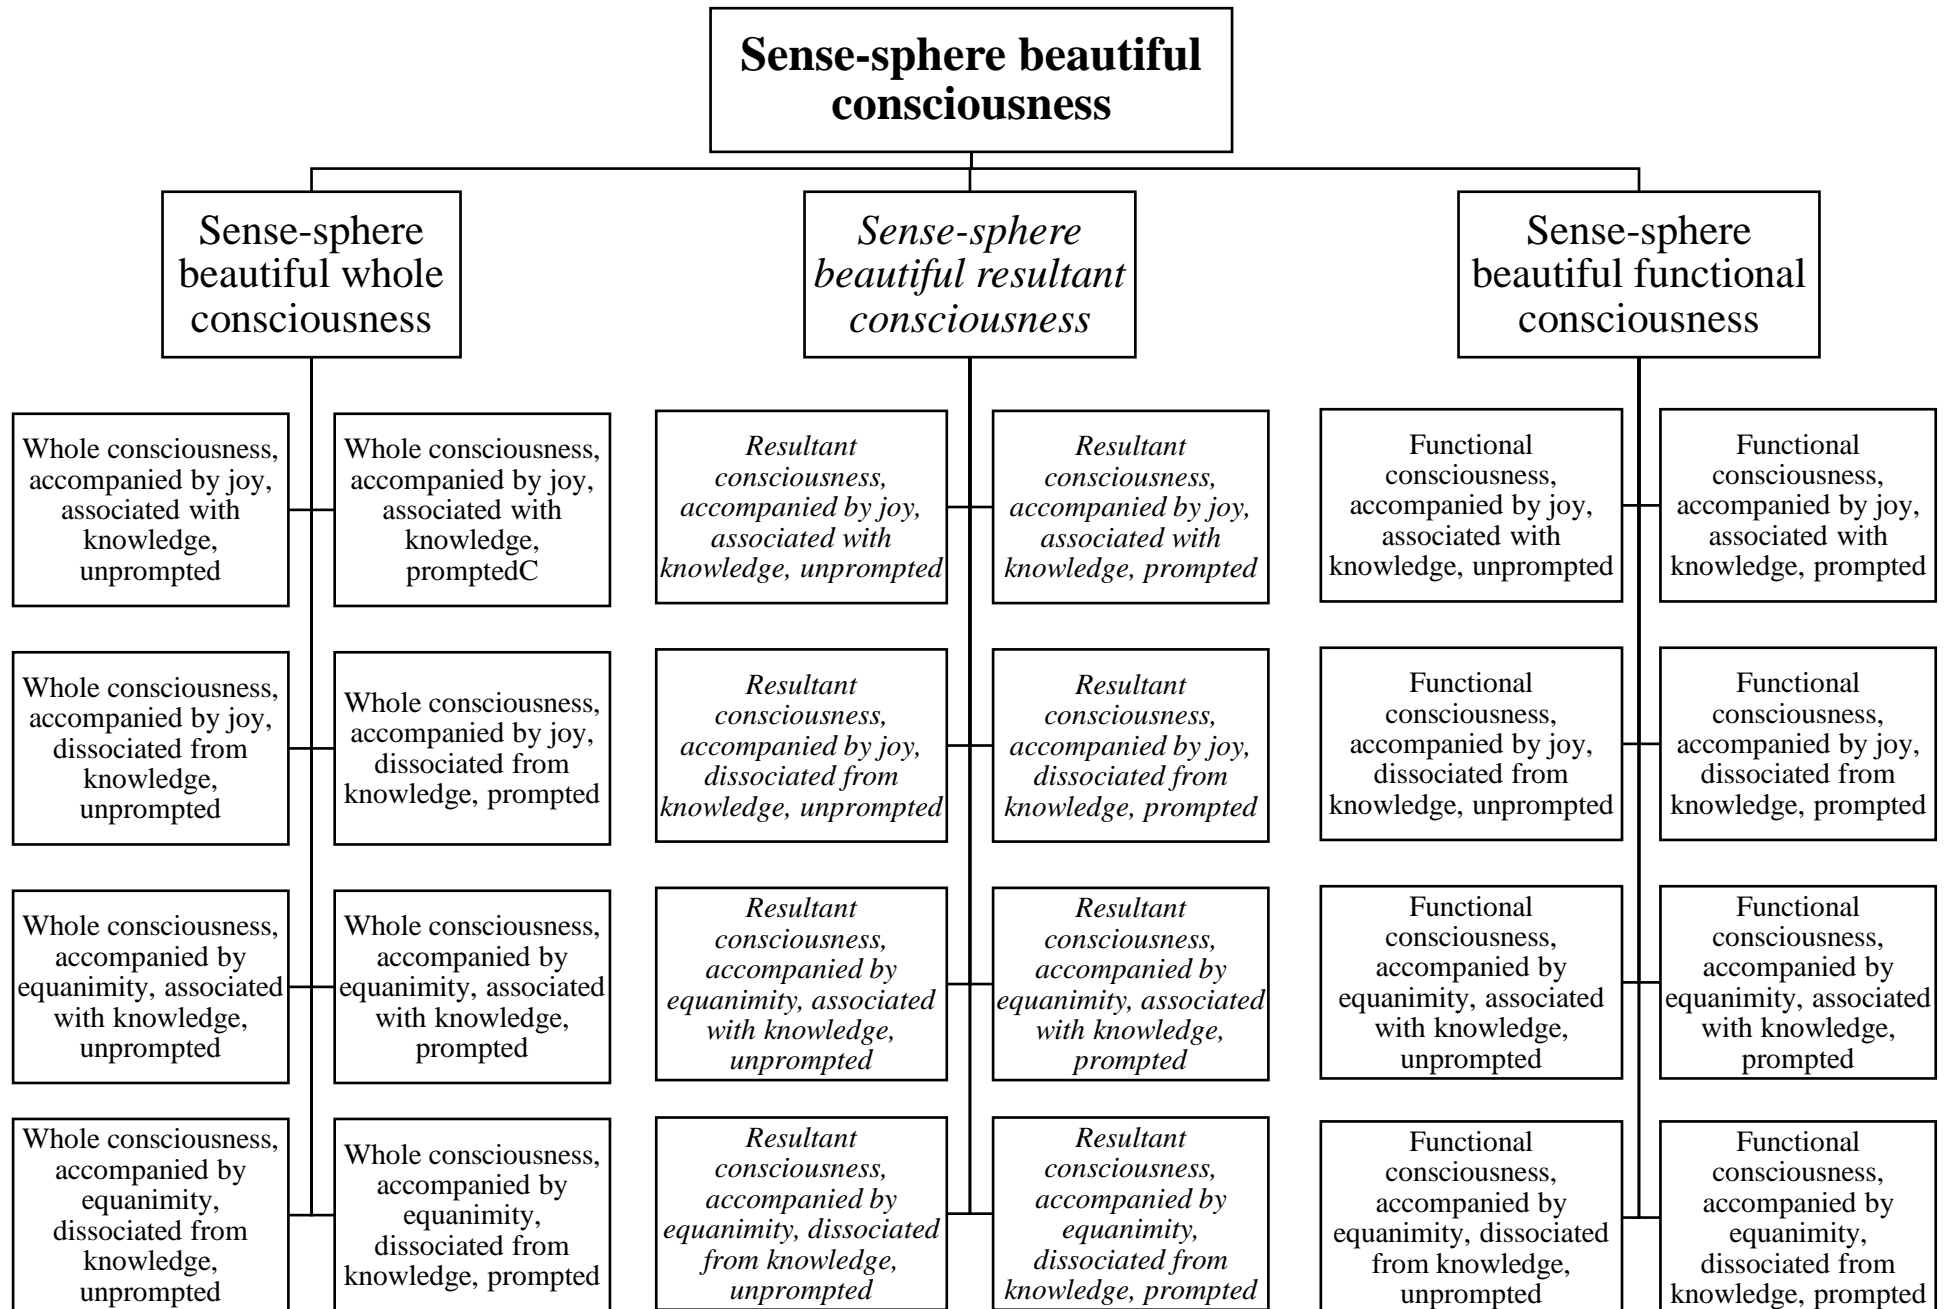 Sense-sphere beautiful
consciousness
Sense-sphere
beautiful whole
consciousness
Sense-sphere
beautiful resultant
consciousness
Sense-sphere
beautiful functional
consciousness
Whole consciousness,
accompanied by joy,
associated with
knowledge,
unprompted
Whole consciousness,
accompanied by joy,
associated with
knowledge,
promptedC
Resultant
consciousness,
accompanied by joy,
associated with
knowledge, unprompted
Resultant
consciousness,
accompanied by joy,
associated with
knowledge, prompted
Functional
consciousness,
accompanied by joy,
associated with
knowledge, unprompted
Functional
consciousness,
accompanied by joy,
associated with
knowledge, prompted
Whole consciousness,
accompanied by joy,
dissociated from
knowledge,
unprompted
Whole consciousness,
accompanied by joy,
dissociated from
knowledge, prompted
Resultant
consciousness,
accompanied by joy,
dissociated from
knowledge, unprompted
Resultant
consciousness,
accompanied by joy,
dissociated from
knowledge, prompted
Functional
consciousness,
accompanied by joy,
dissociated from
knowledge, unprompted
Functional
consciousness,
accompanied by joy,
dissociated from
knowledge, prompted
Whole consciousness,
accompanied by
equanimity, associated
with knowledge,
unprompted
Whole consciousness,
accompanied by
equanimity, associated
with knowledge,
prompted
Resultant
consciousness,
accompanied by
equanimity, associated
with knowledge,
unprompted
Resultant
consciousness,
accompanied by
equanimity, associated
with knowledge,
prompted
Functional
consciousness,
accompanied by
equanimity, associated
with knowledge,
unprompted
Functional
consciousness,
accompanied by
equanimity, associated
with knowledge,
prompted
Whole consciousness,
accompanied by
equanimity,
dissociated from
knowledge,
unprompted
Whole consciousness,
accompanied by
equanimity,
dissociated from
knowledge, prompted
Resultant
consciousness,
accompanied by
equanimity, dissociated
from knowledge,
unprompted
Resultant
consciousness,
accompanied by
equanimity,
dissociated from
knowledge, prompted
Functional
consciousness,
accompanied by
equanimity, dissociated
from knowledge,
unprompted
Functional
consciousness,
accompanied by
equanimity,
dissociated from
knowledge, prompted